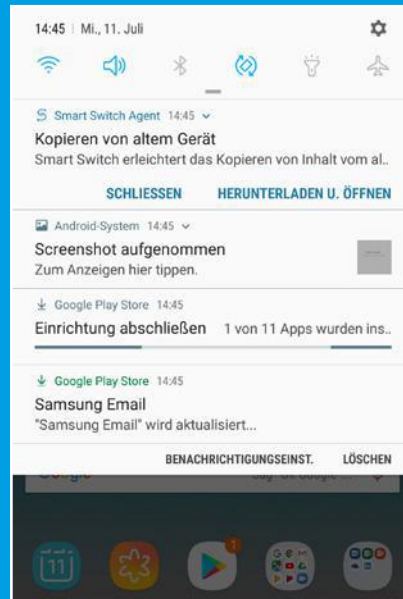 14:45 | Mi., 11. Juli
Smart Switch Agent 14:45
Kopieren von altem Gerät
Smart Switch erleichtert das Kopieren von Inhalt vom al..
SCHLIESSEN HERUNTERLADEN U. ÖFFNEN
Android-System 14:45
Screenshot aufgenommen
Zum Anzeigen hier tippen.
Google Play Store 14:45
Einrichtung abschließen 1 von 11 Apps wurden ins..
Google Play Store 14:45
Samsung Email
"Samsung Email" wird aktualisiert...
BENACHRICHTIGUNGSEINST. LÖSCHEN
Google
11
1